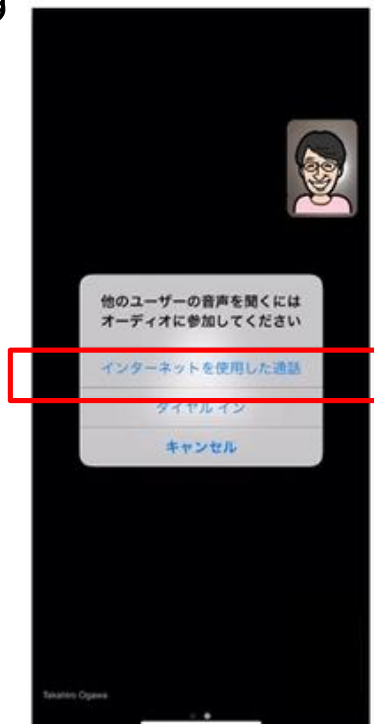 他のユーザーの音声を聞くには
オーディオに参加してください
インターネットを使用した通話
ダイヤルイン
キャンセル
Takahiro Ogawa